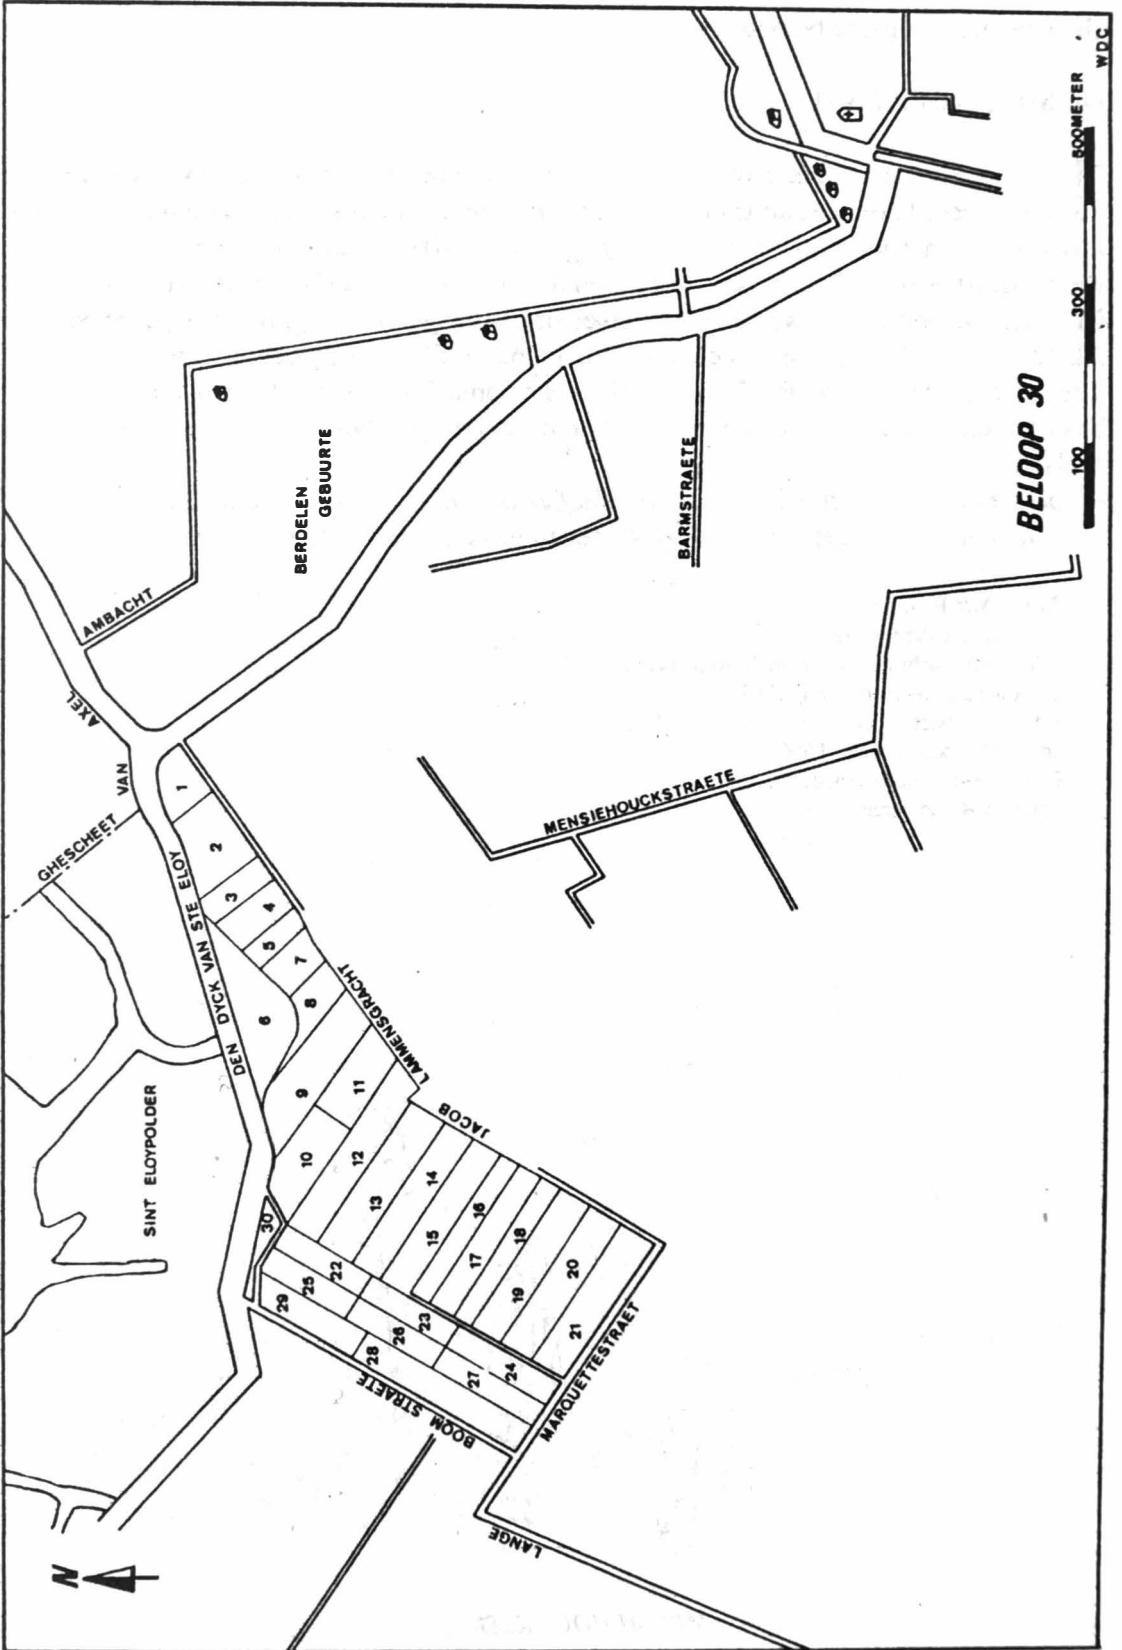 BELOOP 30
100
300
500METER
WDC
N
SINT ELOYPOLDER
GHESCHEET
VAN
AXEL
AMBACHT
DEN DYCK VAN STE ELOY
BERDELEN
GEBUURTE
BARMSTRAETE
MENSIEHOUCKSTRAETE
JACOB
LAMMENSGRACHT
BOOM STRAETE
LANGE
MARQUETTESTRAET
1
2
3
4
5
6
7
8
9
10
11
12
13
14
15
16
17
18
19
20
21
22
23
24
25
26
27
28
29
30